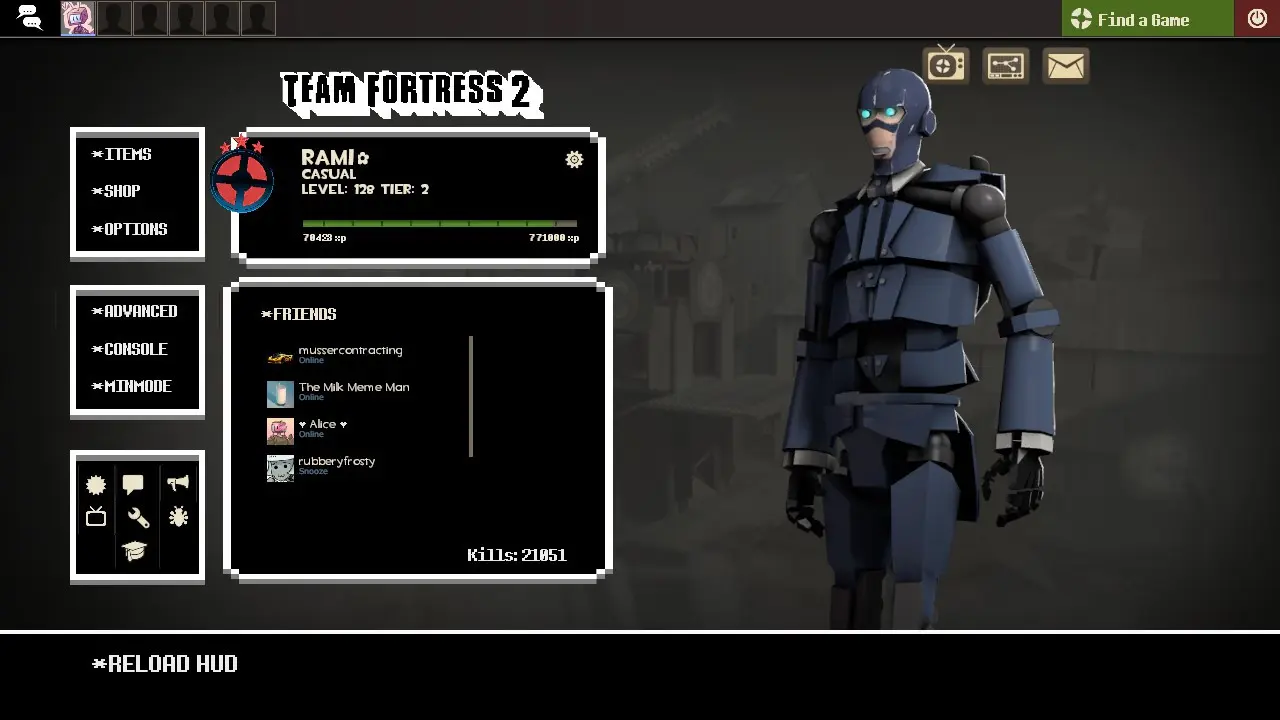 Find a Game
TEAM FORTRESS 2
*ITEMS
*SHOP
*OPTIONS
RAMI✿
CASUAL
LEVEL: 128 TIER: 2
70423 xp
771000 xp
*ADVANCED
*CONSOLE
*MINMODE
*FRIENDS
mussercontracting
Online
The Milk Meme Man
Online
♥ Alice ♥
Online
rubberyfrosty
Snooze
Kills: 21051
*RELOAD HUD